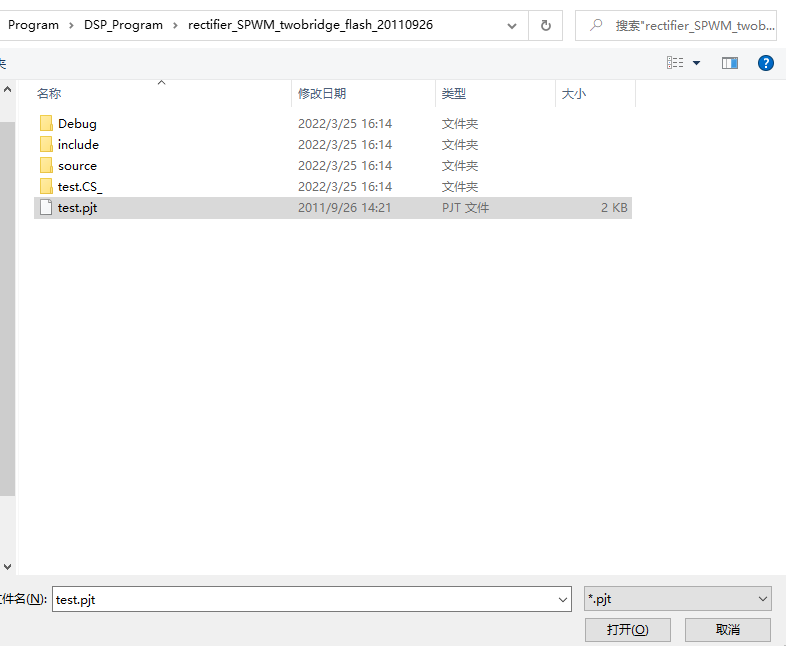 Program › DSP_Program › rectifier_SPWM_twobridge_flash_20110926 搜索"rectifier_SPWM_twob...
夹
名称 修改日期 类型 大小
Debug 2022/3/25 16:14 文件夹
include 2022/3/25 16:14 文件夹
source 2022/3/25 16:14 文件夹
test.CS_ 2022/3/25 16:14 文件夹
test.pjt 2011/9/26 14:21 PJT 文件 2 KB
件名(N): test.pjt *.pjt
打开(O) 取消